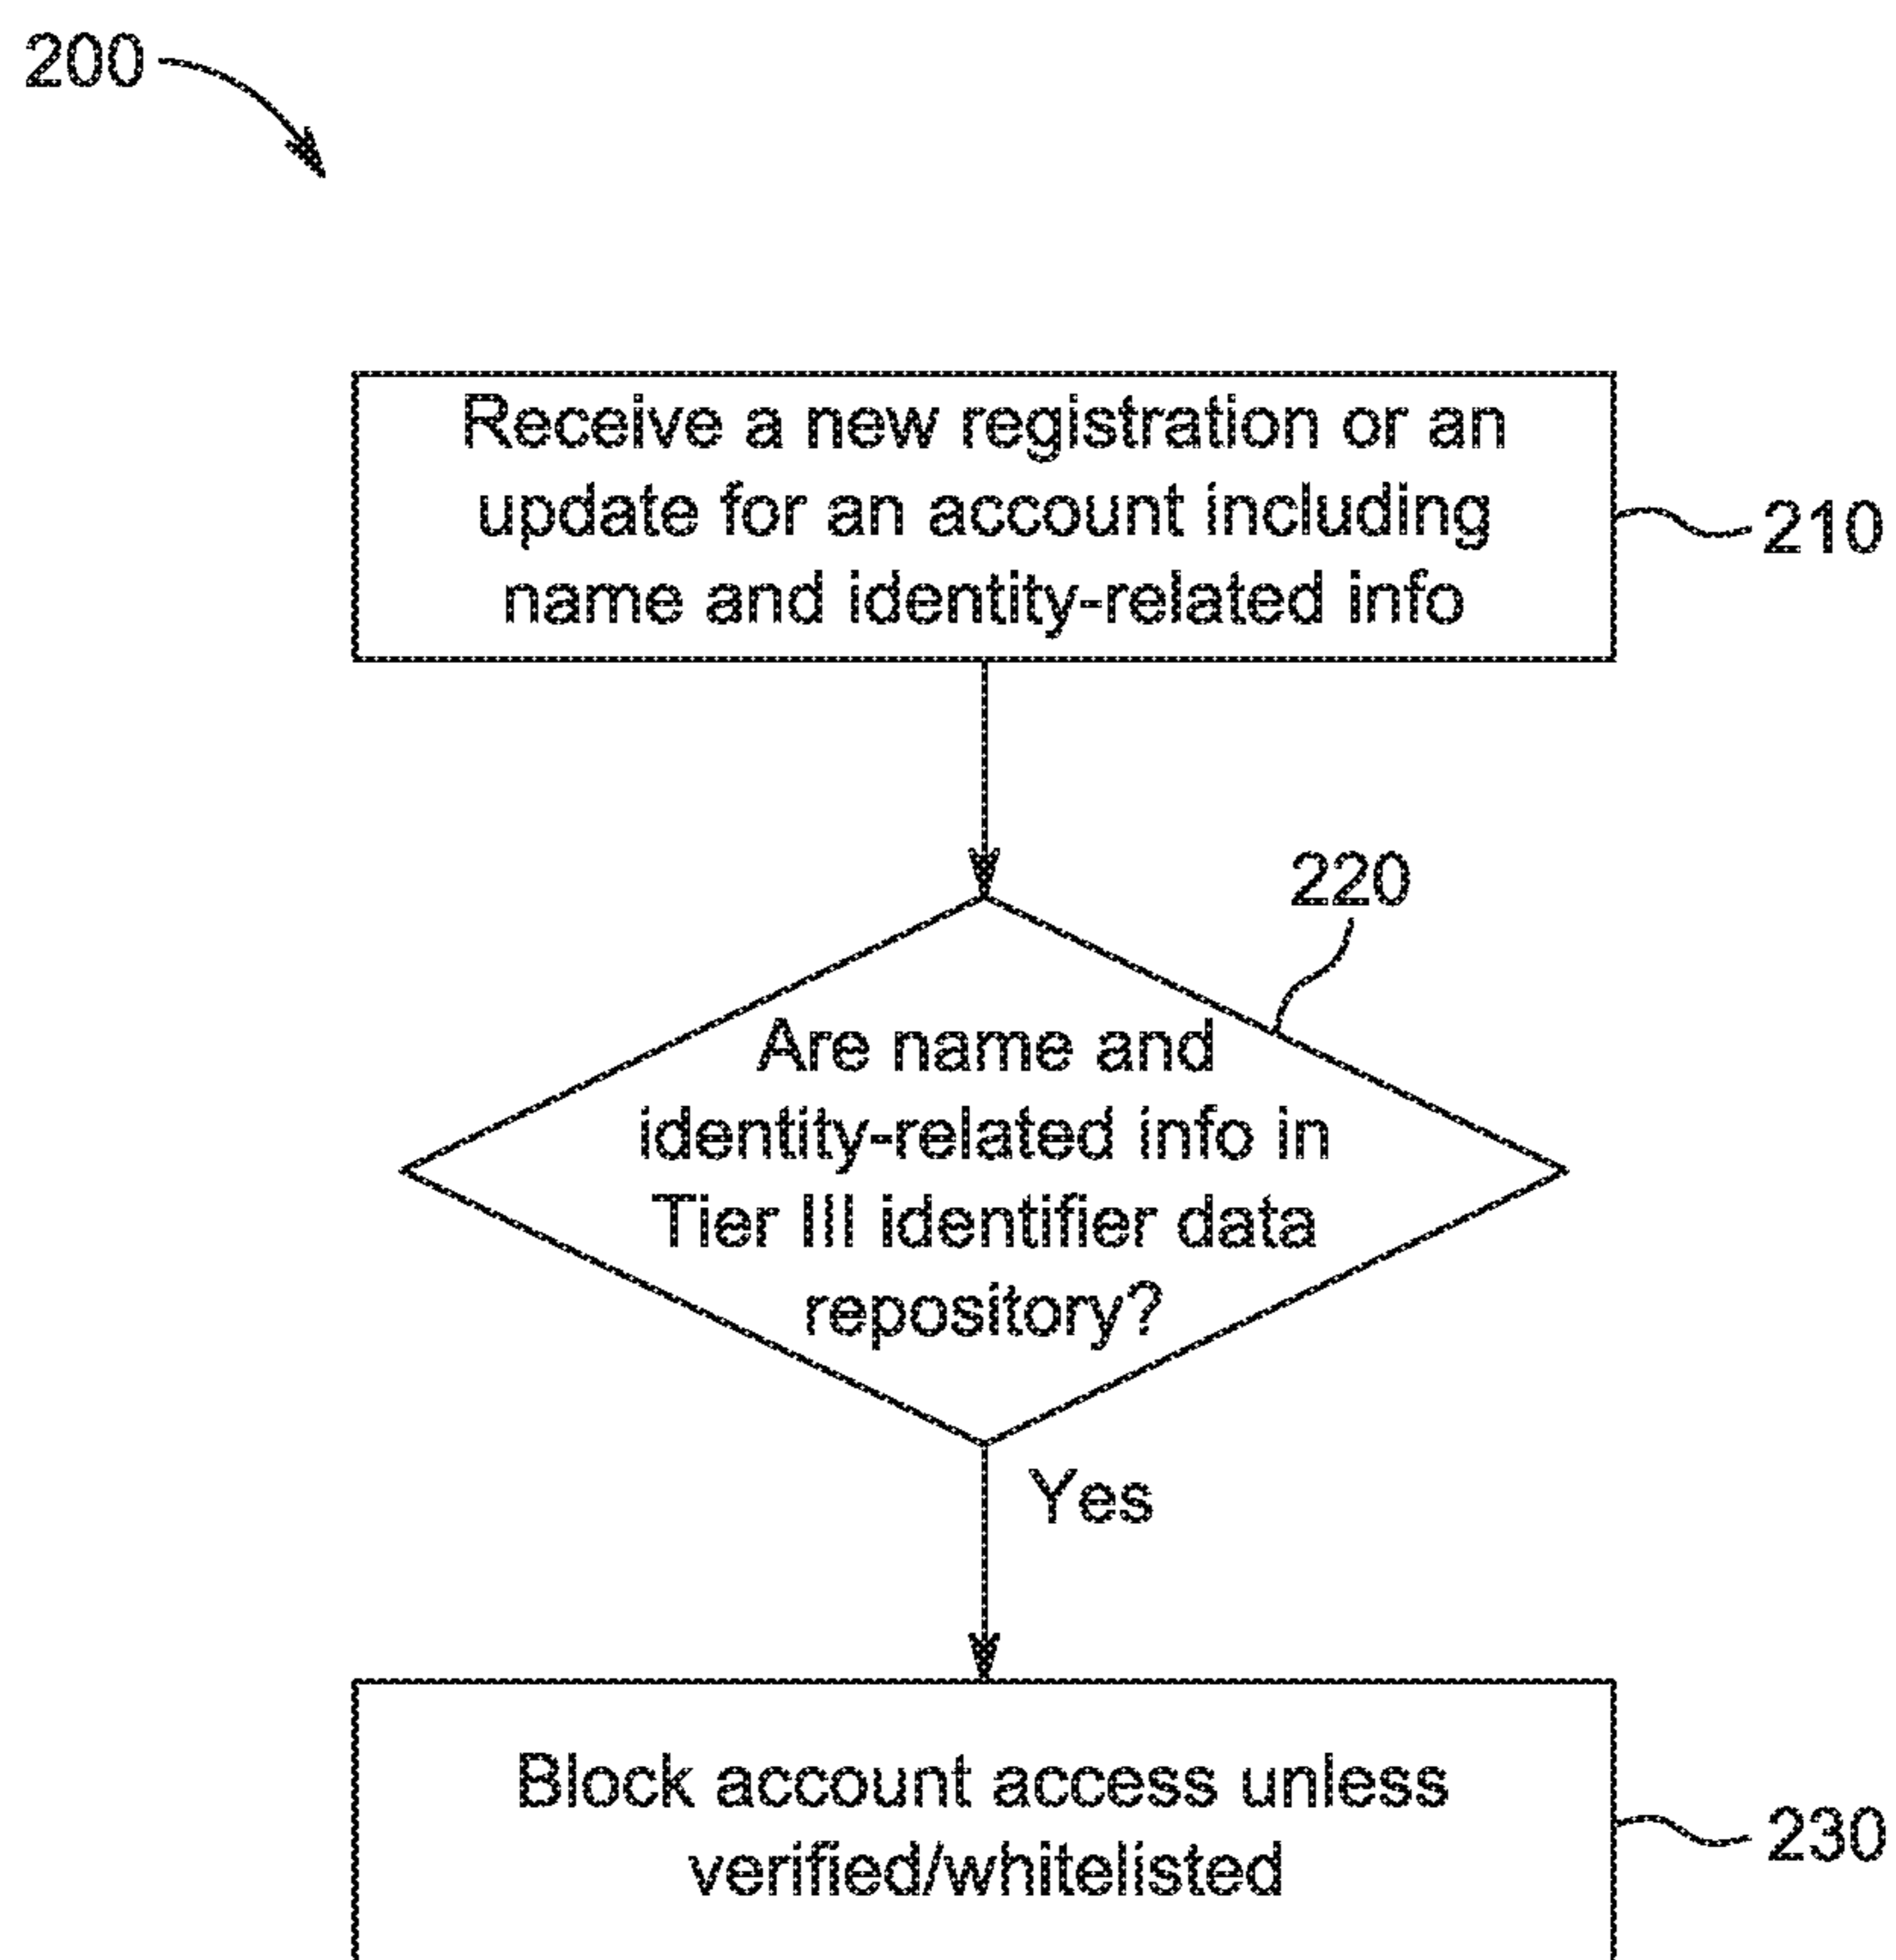 200
Receive a new registration or an
update for an account including
name and identity-related info
210
220
Are name and
identity-related info in
Tier III identifier data
repository?
Yes
Block account access unless
verified/whitelisted
230